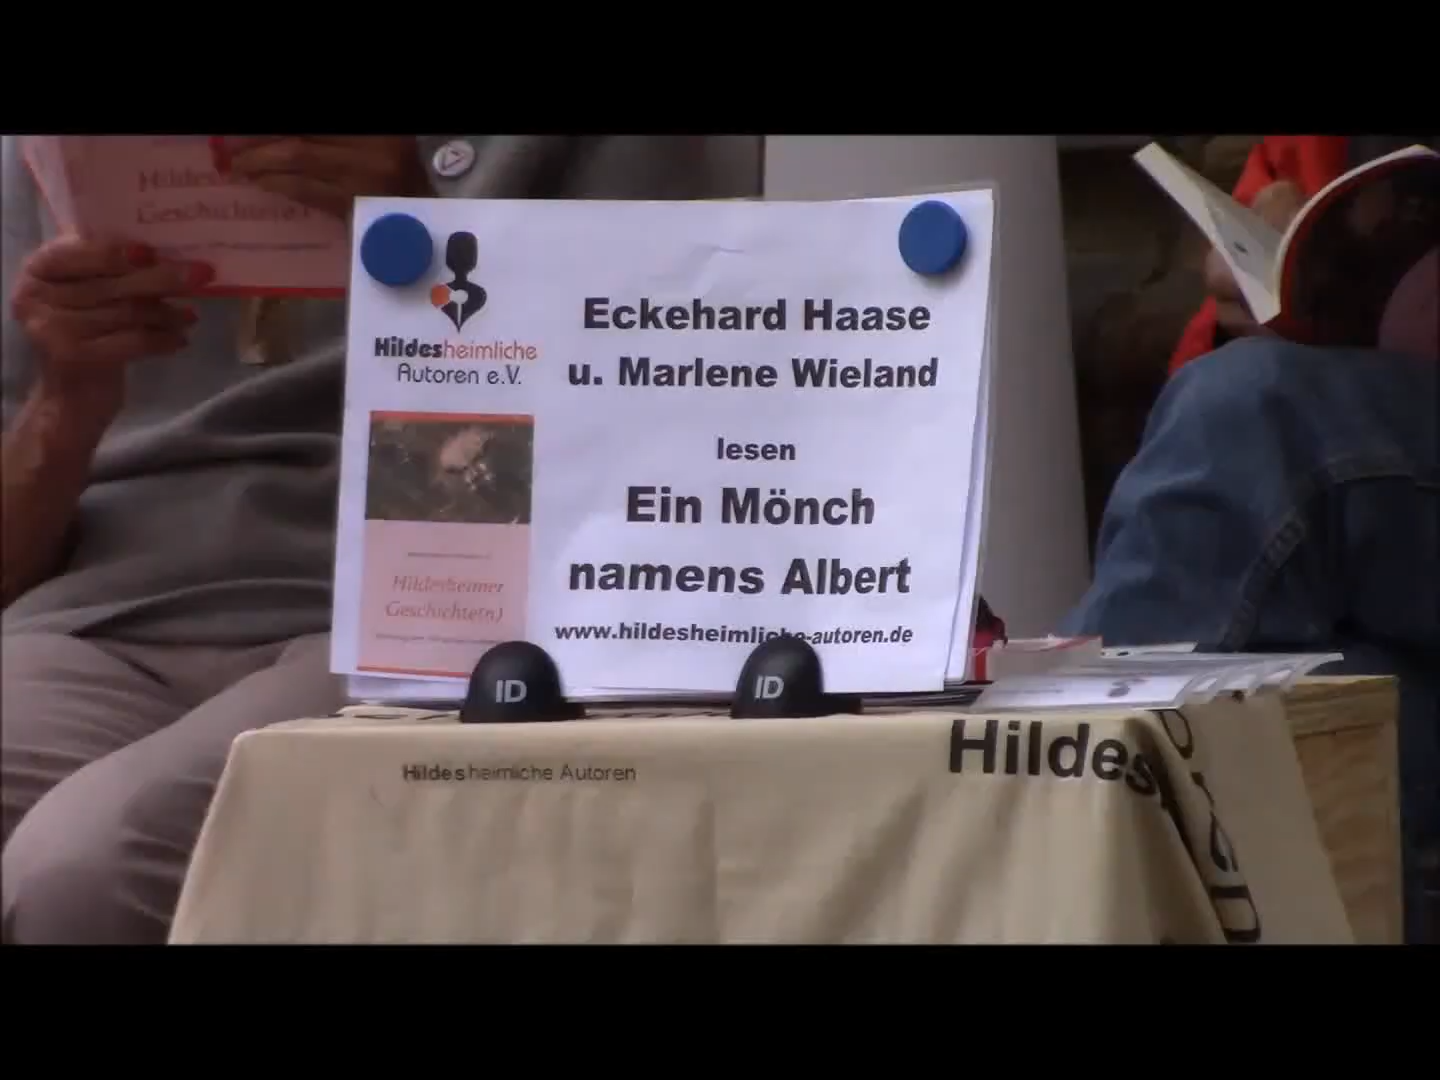 Hildesheimliche
Autoren e.V.
Eckehard Haase
u. Marlene Wieland
lesen
Ein Mönch
namens Albert
www.hildesheimliche-autoren.de
Hildesheimer
Geschichte(n)
ID
ID
Hildesheimliche Autoren
Hildes